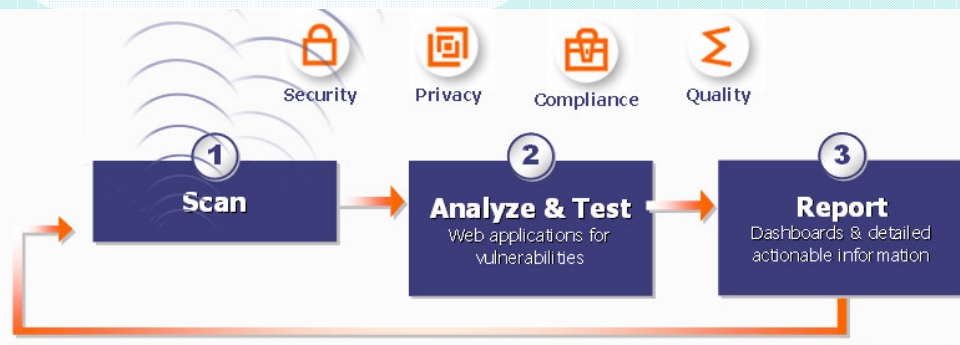 Security
Privacy
Compliance
Quality
1
Scan
2
Analyze & Test
Web applications for
vulnerabilities
3
Report
Dashboards & detailed
actionable information